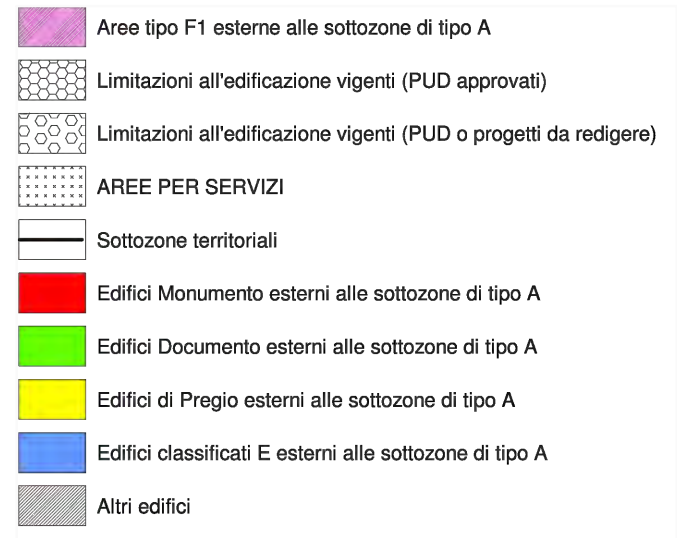 Aree tipo F1 esterne alle sottozone di tipo A
Limitazioni all'edificazione vigenti (PUD approvati)
Limitazioni all'edificazione vigenti (PUD o progetti da redigere)
AREE PER SERVIZI
Sottozone territoriali
Edifici Monumento esterni alle sottozone di tipo A
Edifici Documento esterni alle sottozone di tipo A
Edifici di Pregio esterni alle sottozone di tipo A
Edifici classificati E esterni alle sottozone di tipo A
Altri edifici